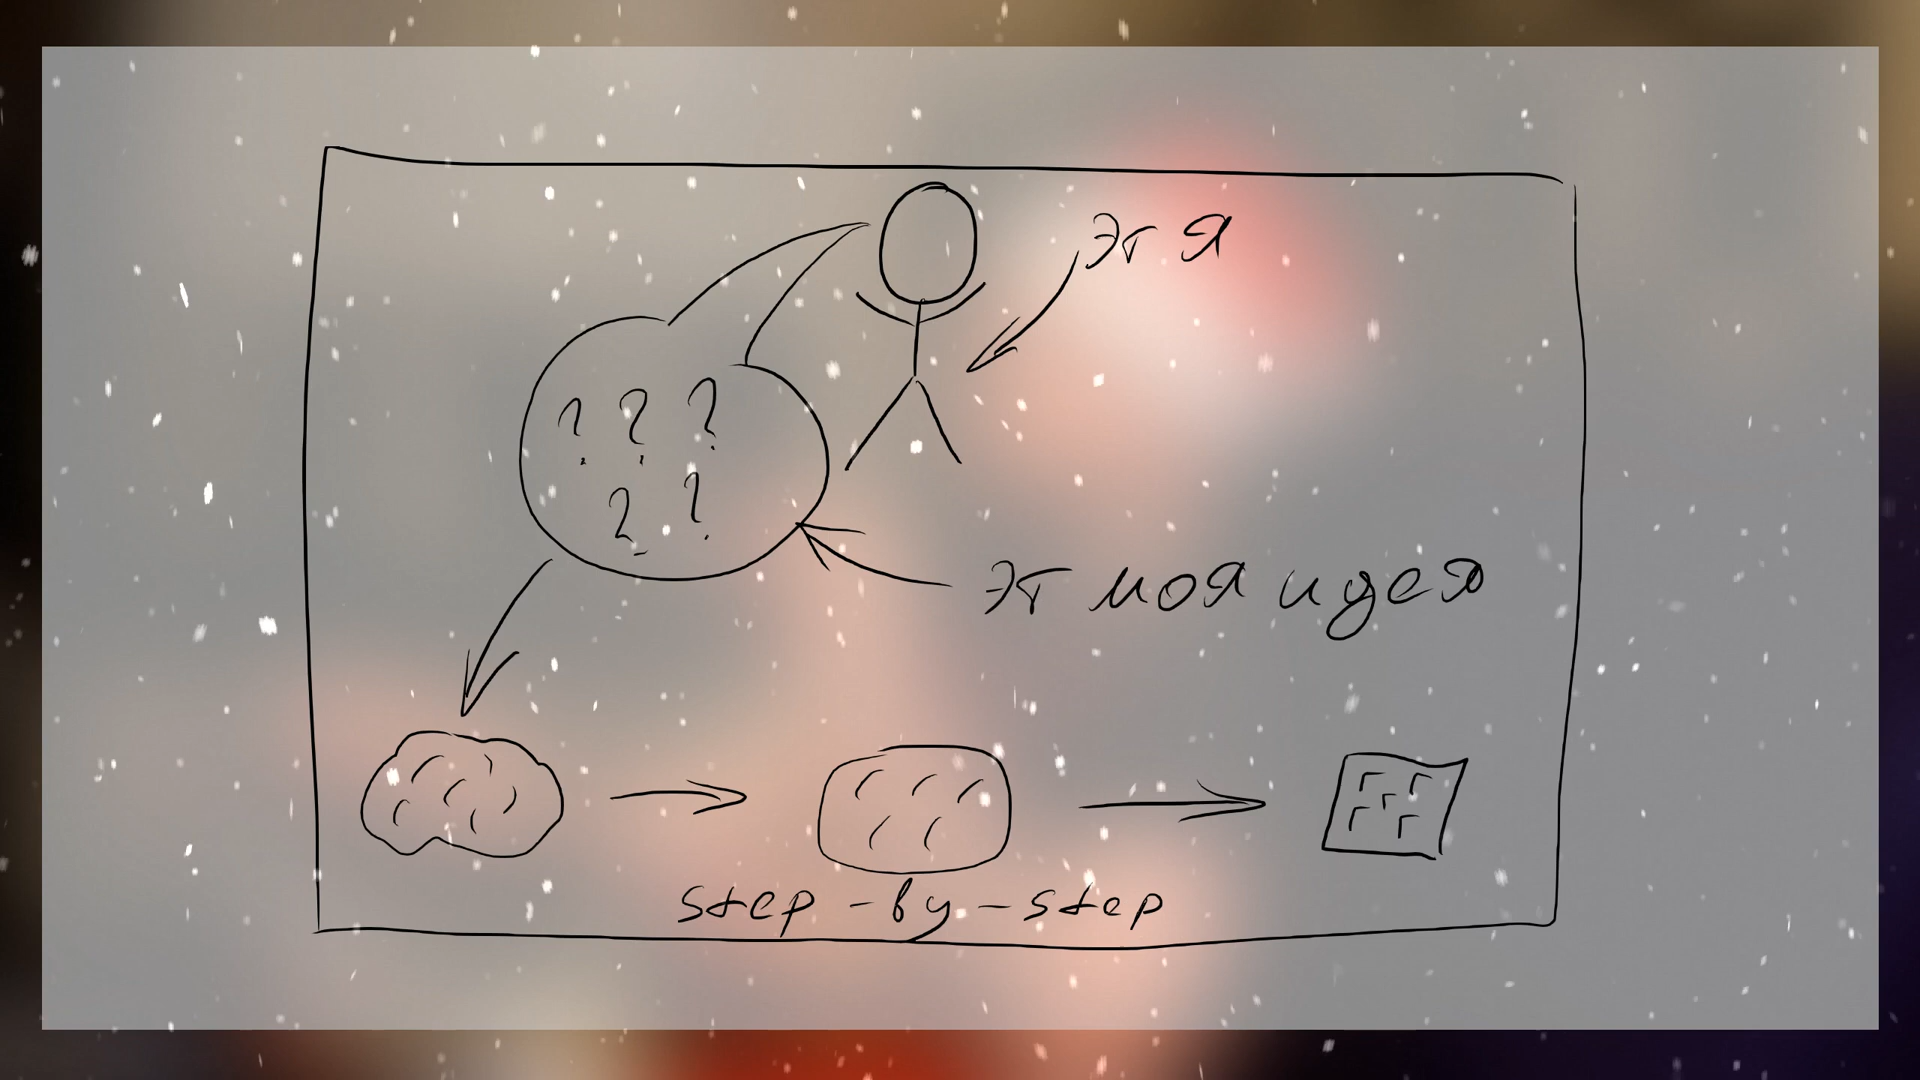 эт я
? ? ?
? ?
эт моя идея
step-by-step